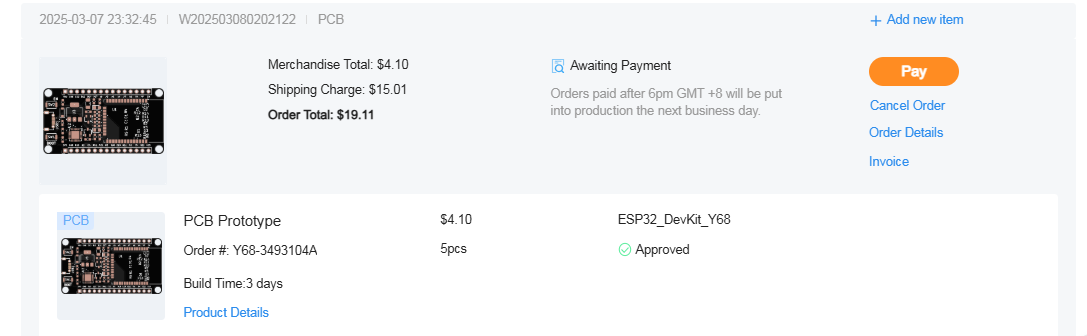 2025-03-07 23:32:45 | W202503080202122 | PCB
+ Add new item
Merchandise Total: $4.10
Shipping Charge: $15.01
Order Total: $19.11
Awaiting Payment
Orders paid after 6pm GMT +8 will be put
into production the next business day.
Pay
Cancel Order
Order Details
Invoice
PCB
PCB Prototype
$4.10
ESP32_DevKit_Y68
Order #: Y68-3493104A
5pcs
Approved
Build Time:3 days
Product Details